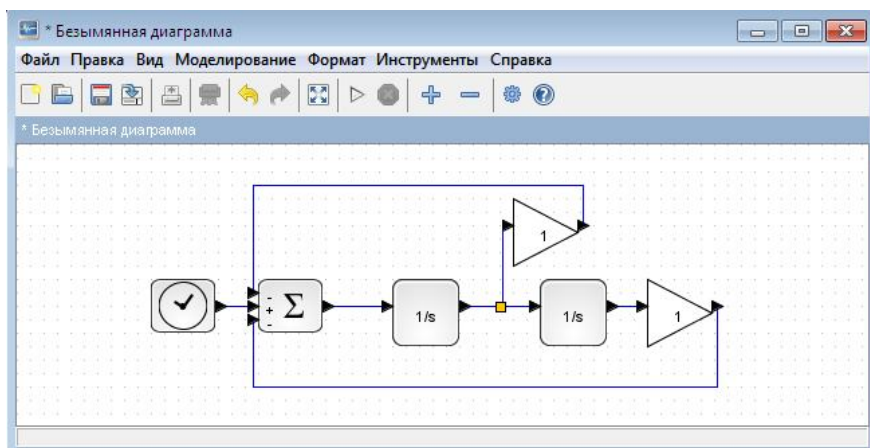 * Безымянная диаграмма
Файл Правка Вид Моделирование Формат Инструменты Справка
* Безымянная диаграмма
1
-
+
-
Σ
1/s
1/s
1